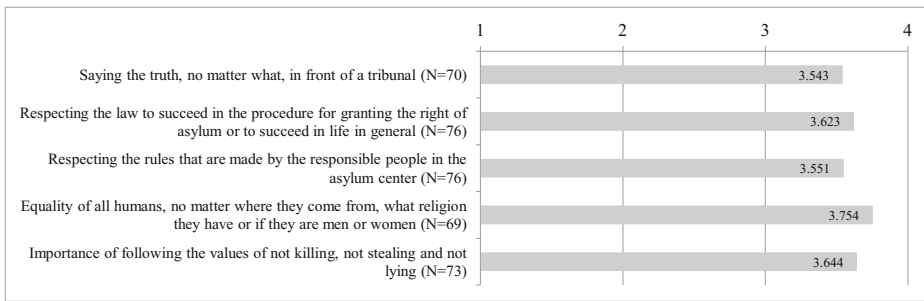 1 2 3 4
Saying the truth, no matter what, in front of a tribunal (N=70)
3.543
Respecting the law to succeed in the procedure for granting the right of
asylum or to succeed in life in general (N=76)
3.623
Respecting the rules that are made by the responsible people in the
asylum center (N=76)
3.551
Equality of all humans, no matter where they come from, what religion
they have or if they are men or women (N=69)
3.754
Importance of following the values of not killing, not stealing and not
lying (N=73)
3.644